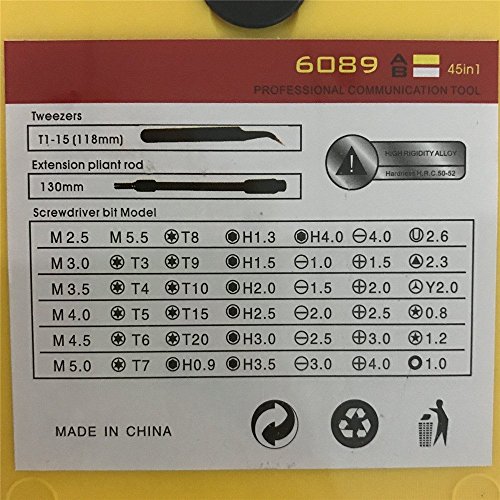 6089 A B 45in1
PROFESSIONAL COMMUNICATION TOOL
Tweezers
T1-15 (118mm)
Extension pliant rod
130mm
HIGH RIGIDITY ALLOY
Hardness H.R.C.50-52
Screwdriver bit Model
M 2.5 M 5.5 T8 H1.3 H4.0 4.0 2.6
M 3.0 T3 T9 H1.5 1.0 1.2 2.3
M 3.5 T4 T10 H2.0 1.5 2.0 Y2.0
M 4.0 T5 T15 H2.5 2.0 2.5 0.8
M 4.5 T6 T20 H3.0 2.5 3.0 1.2
M 5.0 T7 H0.9 H3.5 3.0 4.0 1.0
MADE IN CHINA